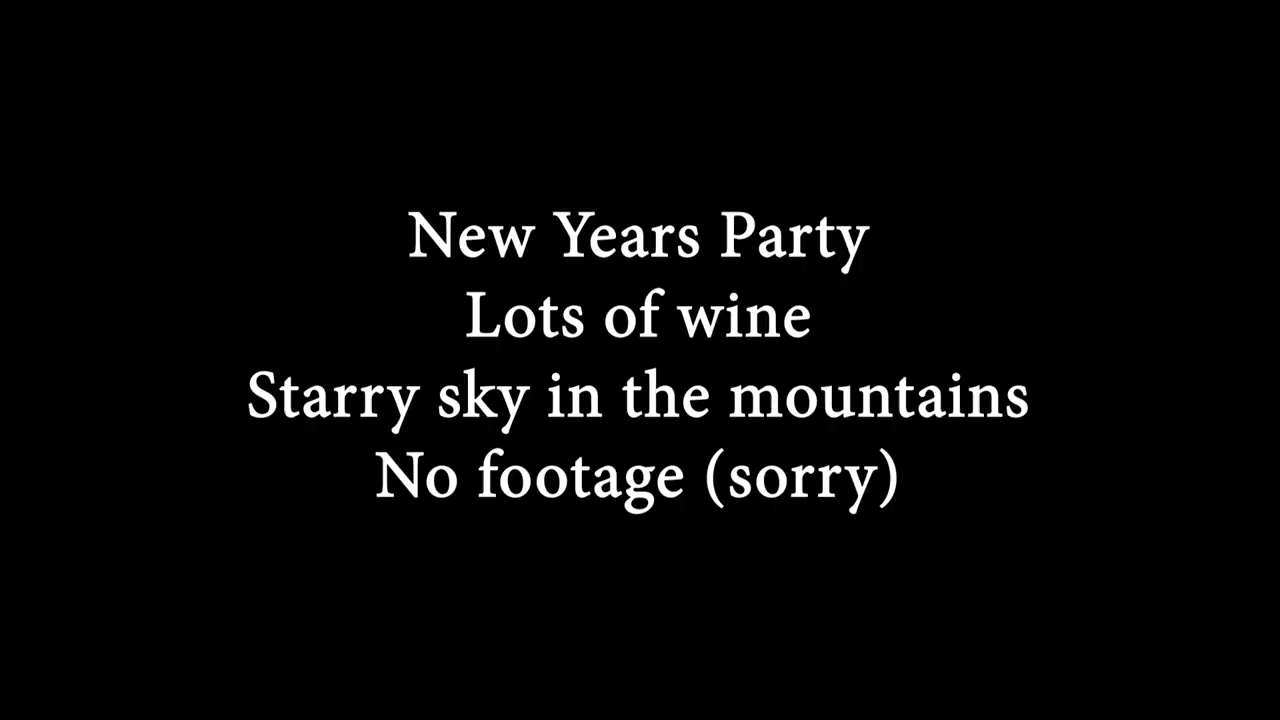 New Years Party
Lots of wine
Starry sky in the mountains
No footage (sorry)